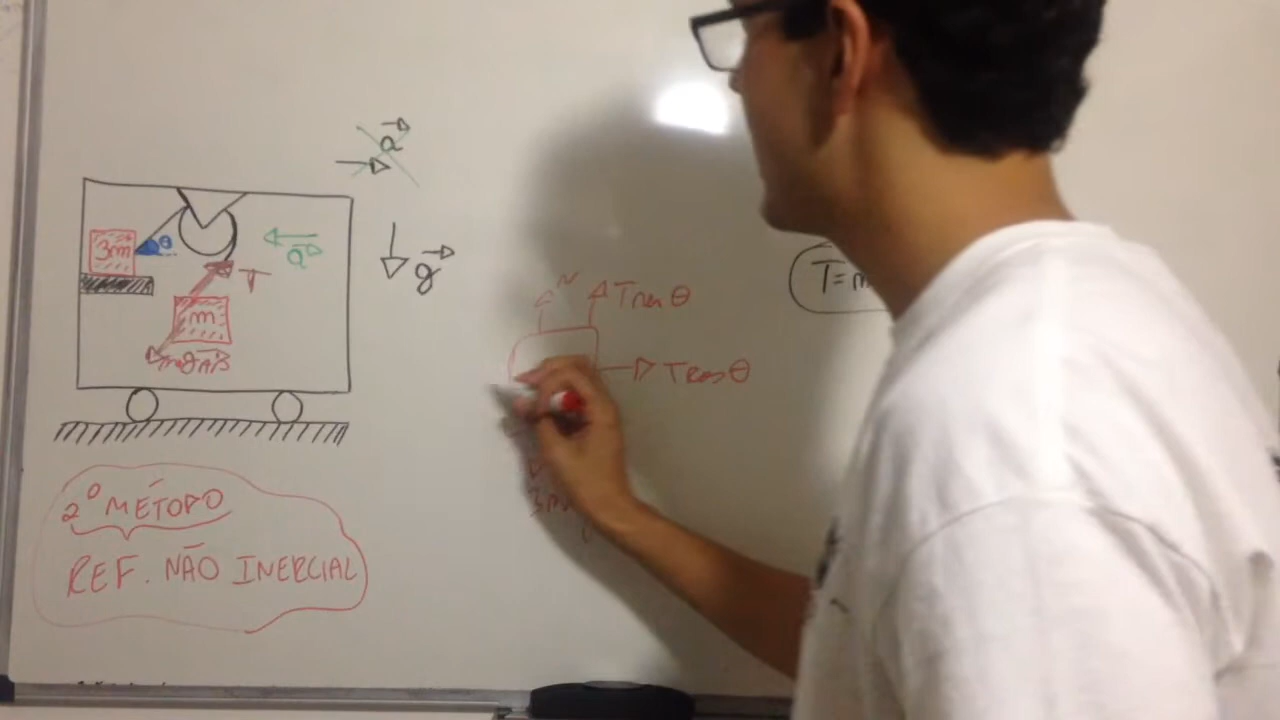 a
3m
θ
a
g
T
m
N
T sen θ
T cos θ
T=m
2º MÉTODO
REF. NÃO INERCIAL